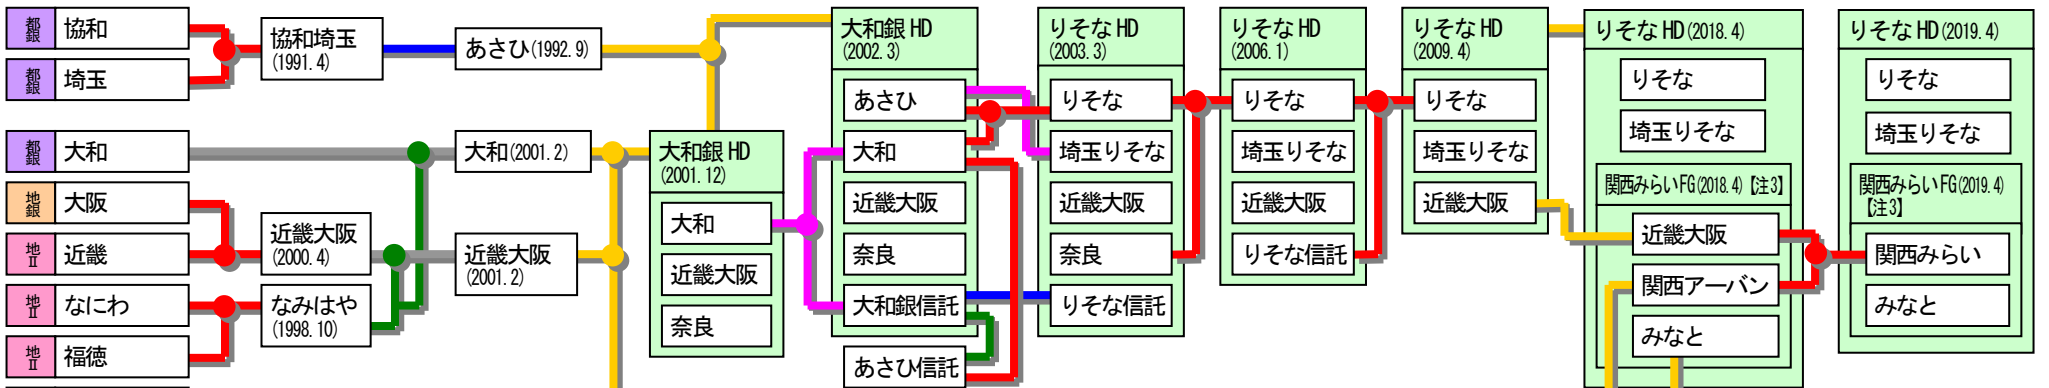 都銀
協和
都銀
埼玉
協和埼玉
(1991.4)
あさひ(1992.9)
都銀
大和
地銀
大阪
地Ⅱ
近畿
地Ⅱ
なにわ
地Ⅱ
福徳
近畿大阪
(2000.4)
なみはや
(1998.10)
大和(2001.2)
近畿大阪
(2001.2)
大和銀HD
(2001.12)
大和
近畿大阪
奈良
大和銀HD
(2002.3)
あさひ
大和
近畿大阪
奈良
大和銀信託
あさひ信託
りそなHD
(2003.3)
りそな
埼玉りそな
近畿大阪
奈良
りそな信託
りそなHD
(2006.1)
りそな
埼玉りそな
近畿大阪
りそな信託
りそなHD
(2009.4)
りそな
埼玉りそな
近畿大阪
りそなHD(2018.4)
りそな
埼玉りそな
関西みらいFG(2018.4)【注3】
近畿大阪
関西アーバン
みなと
りそなHD(2019.4)
りそな
埼玉りそな
関西みらいFG(2019.4)
【注3】
関西みらい
みなと